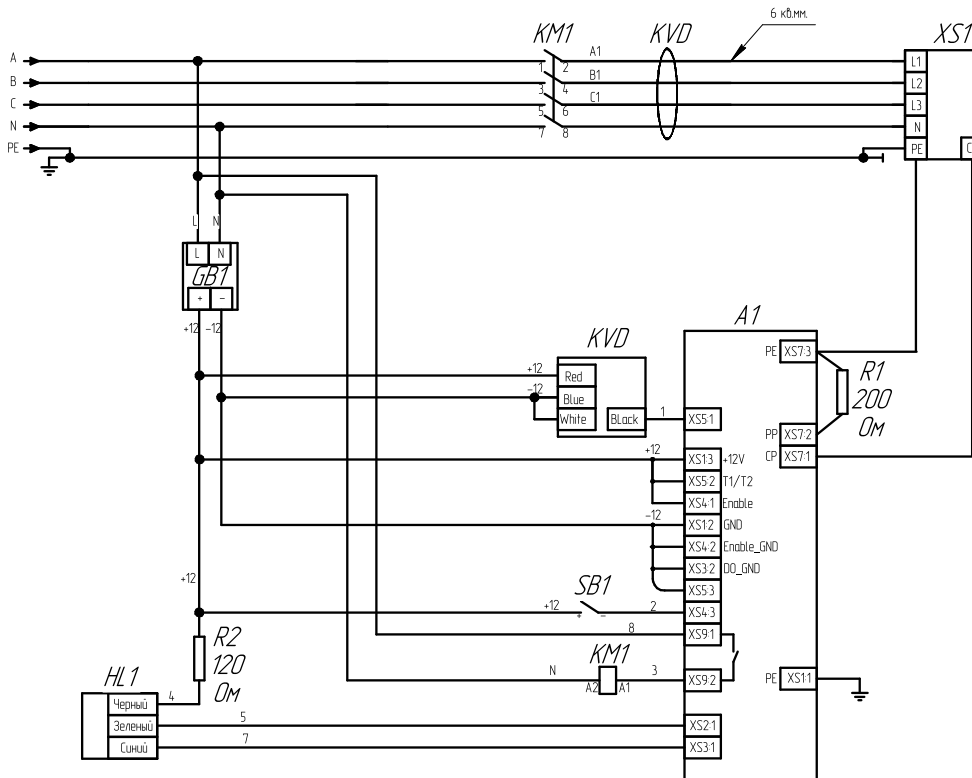 6 кв.мм.
KM1
KVD
XS1
A
A1
L1
B
1
2
B1
L2
C
3
4
C1
L3
N
5
6
N
7
8
PE
PE
C
L
N
L
N
GB1
+
−
+12
−12
A1
KVD
PE
XS7:3
+12
Red
R1
−12
Blue
200
White
Black
1
XS5:1
Ом
PP
XS7:2
+12
XS1:3
+12V
CP
XS7:1
XS5:2
T1/T2
XS4:1
Enable
−12
XS1:2
GND
XS4:2
Enable_GND
XS3:2
DO_GND
+12
SB1
XS5:3
+12
+
−
2
XS4:3
R2
8
XS9:1
120
KM1
Ом
N
A2
A1
3
XS9:2
PE
XS1:1
HL1
4
Черный
5
Зеленый
XS2:1
7
Синий
XS3:1